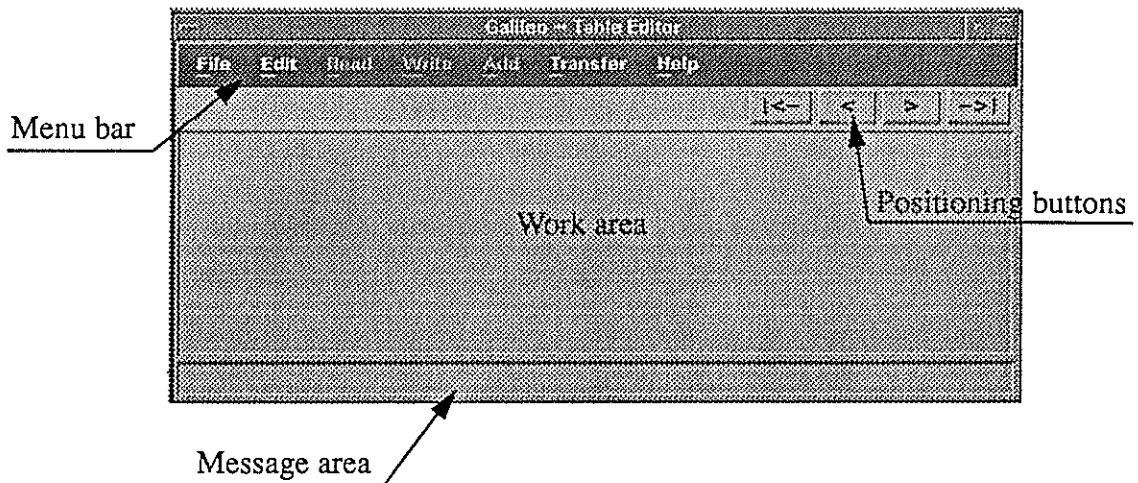 Galileo - Table Editor
File Edit Read Write Add Transfer Help
|<- < > ->|
Menu bar
Positioning buttons
Work area
Message area